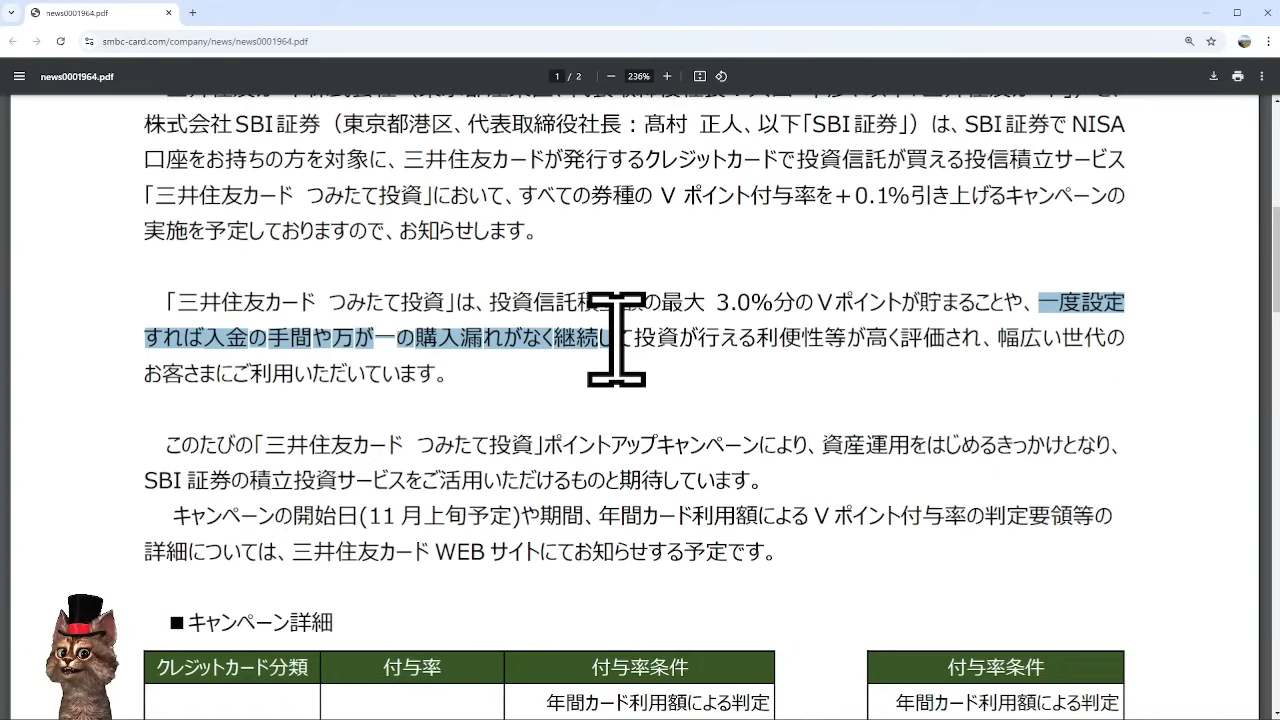 news0001964.pdf
smbc-card.com/company/news/news0001964.pdf
news0001964.pdf
1 / 2
236%
株式会社SBI証券（東京都港区、代表取締役社長：髙村 正人、以下「SBI証券」）は、SBI証券でNISA
口座をお持ちの方を対象に、三井住友カードが発行するクレジットカードで投資信託が買える投信積立サービス
「三井住友カード つみたて投資」において、すべての券種の V ポイント付与率を＋0.1%引き上げるキャンペーンの
実施を予定しておりますので、お知らせします。
「三井住友カード つみたて投資」は、投資信託の最大 3.0%分のVポイントが貯まることや、一度設定
すれば入金の手間や万が一の購入漏れがなく継続して投資が行える利便性等が高く評価され、幅広い世代の
お客さまにご利用いただいています。
このたびの「三井住友カード つみたて投資」ポイントアップキャンペーンにより、資産運用をはじめるきっかけとなり、
SBI 証券の積立投資サービスをご活用いただけるものと期待しています。
キャンペーンの開始日(11 月上旬予定)や期間、年間カード利用額による V ポイント付与率の判定要領等の
詳細については、三井住友カード WEB サイトにてお知らせする予定です。
■キャンペーン詳細
クレジットカード分類 付与率 付与率条件 付与率条件
年間カード利用額による判定 年間カード利用額による判定